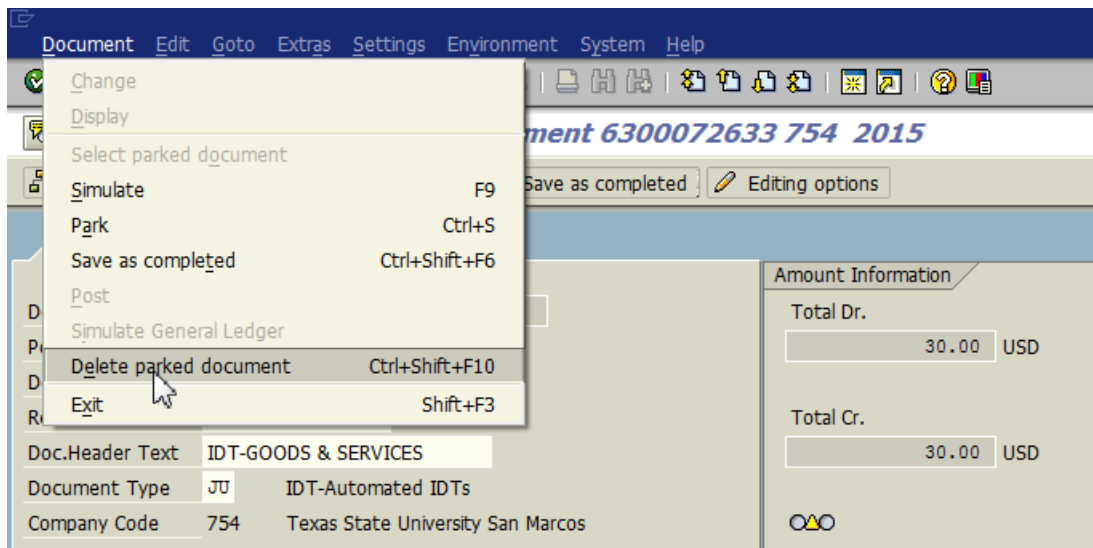 Document Edit Goto Extras Settings Environment System Help
Change
Display
ment 6300072633 754 2015
Select parked document
Simulate F9
Save as completed Editing options
Park Ctrl+S
Save as completed Ctrl+Shift+F6
Amount Information
Post
Total Dr.
Simulate General Ledger
30.00 USD
Delete parked document Ctrl+Shift+F10
Exit Shift+F3
Total Cr.
Doc.Header Text IDT-GOODS & SERVICES
30.00 USD
Document Type JU IDT-Automated IDTs
Company Code 754 Texas State University San Marcos